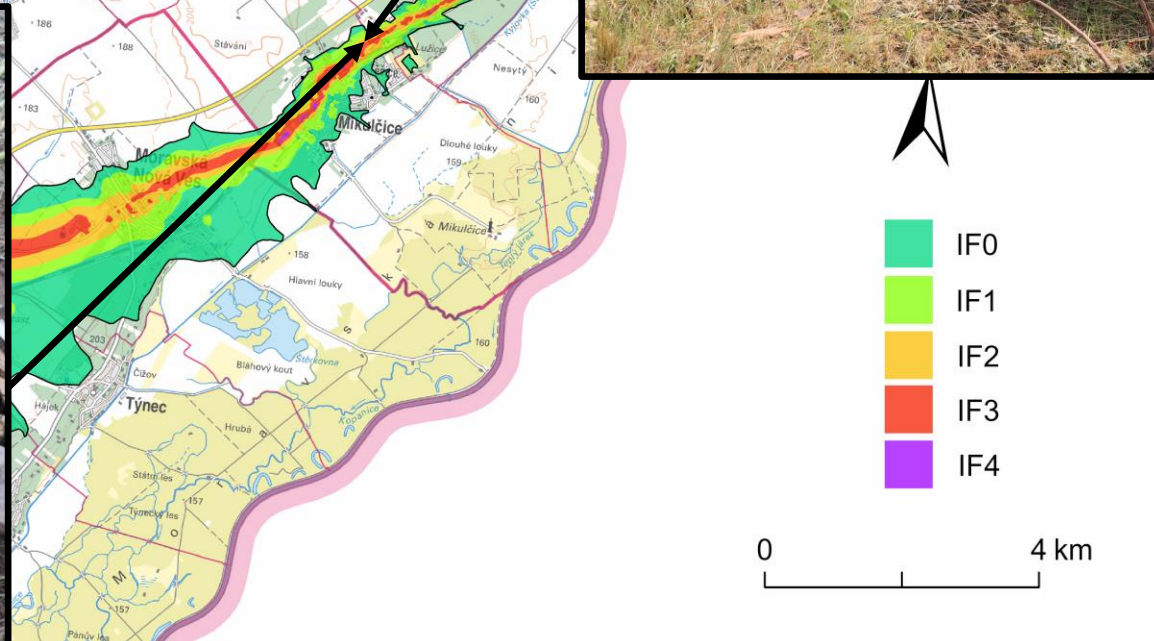 186
188
Stávání
Lužice
Kyjovka
Nesytý
183
160
Mikulčice
Dlouhé louky
159
Moravská
Nová Ves
Mikulčice
158
Hlavní louky
k
s
203
160
Štěrkovna
Bláhový kout
Čížov
v
Hájek
Týnec
Kopanice
Hrubá
a
Státní les
r
157
Týnecký les
o
M
157
Pánův les
IF0
IF1
IF2
IF3
IF4
0 4 km